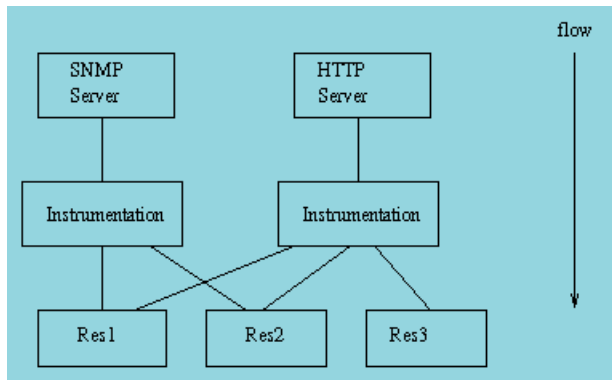 flow
SNMP
Server
HTTP
Server
Instrumentation
Instrumentation
Res1
Res2
Res3